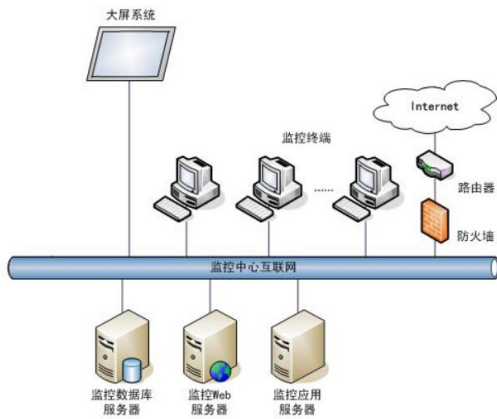 大屏系统
Internet
监控终端
......
路由器
防火墙
监控中心互联网
监控数据库
服务器
监控Web
服务器
监控应用
服务器